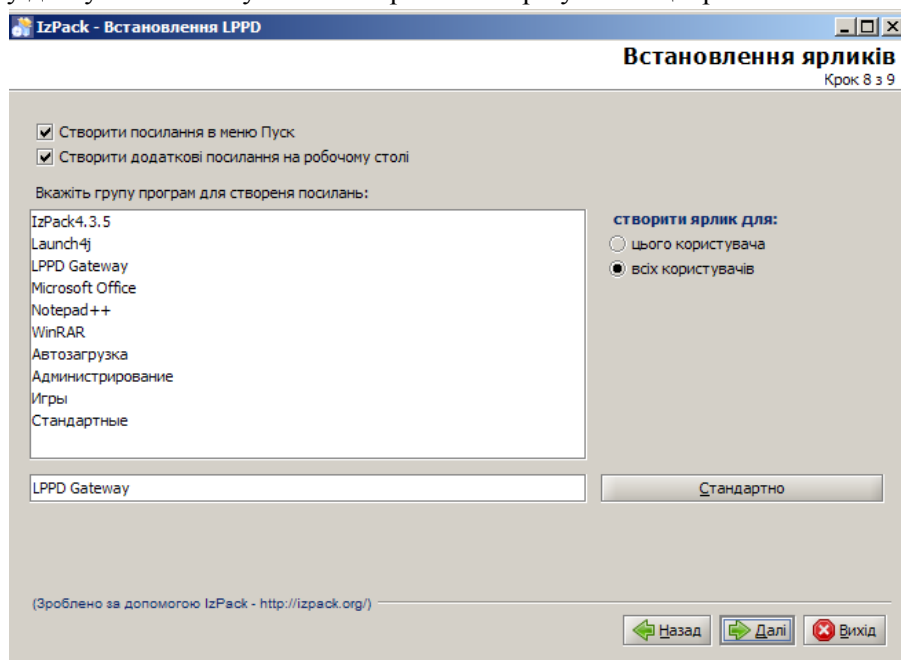 IzPack - Встановлення LPPD
Встановлення ярликів
Крок 8 з 9
Створити посилання в меню Пуск
Створити додаткові посилання на робочому столі
Вкажіть групу програм для створеня посилань:
IzPack4.3.5
Launch4j
LPPD Gateway
Microsoft Office
Notepad++
WinRAR
Автозагрузка
Администрирование
Игры
Стандартные
створити ярлик для:
цього користувача
всіх користувачів
LPPD Gateway
Стандартно
(Зроблено за допомогою IzPack - http://izpack.org/)
Назад
Далі
Вихід